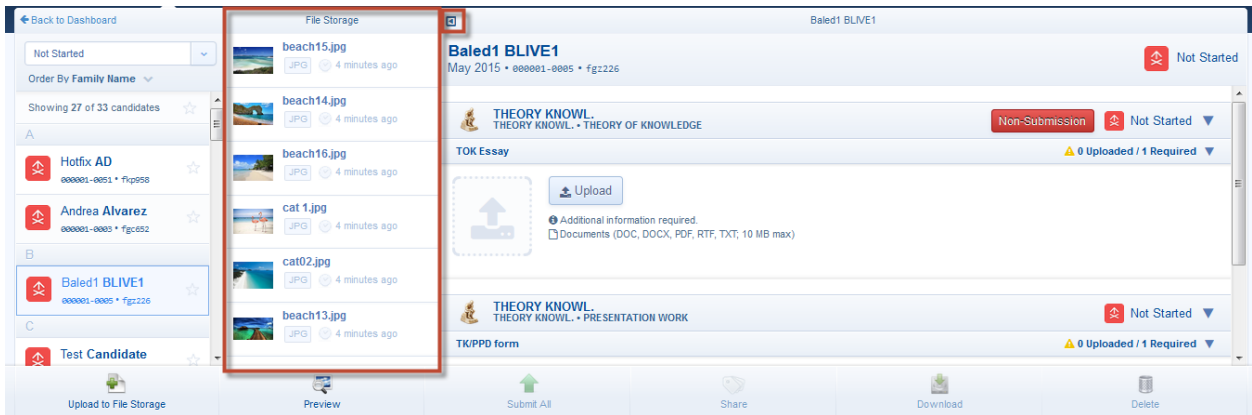 Back to Dashboard
Not Started
Order By Family Name
Showing 27 of 33 candidates
A
Hotfix AD
000001-0051 • fkp958
Andrea Alvarez
000001-0003 • fgc652
B
Baled1 BLIVE1
000001-0005 • fgz226
C
Test Candidate
File Storage
beach15.jpg
JPG 4 minutes ago
beach14.jpg
JPG 4 minutes ago
beach16.jpg
JPG 4 minutes ago
cat 1.jpg
JPG 4 minutes ago
cat02.jpg
JPG 4 minutes ago
beach13.jpg
JPG 4 minutes ago
Baled1 BLIVE1
Baled1 BLIVE1
May 2015 • 000001-0005 • fgz226
Not Started
THEORY KNOWL.
THEORY KNOWL. • THEORY OF KNOWLEDGE
Non-Submission
Not Started
TOK Essay
0 Uploaded / 1 Required
Upload
Additional information required.
Documents (DOC, DOCX, PDF, RTF, TXT; 10 MB max)
THEORY KNOWL.
THEORY KNOWL. • PRESENTATION WORK
Not Started
TK/PPD form
0 Uploaded / 1 Required
Upload to File Storage
Preview
Submit All
Share
Download
Delete